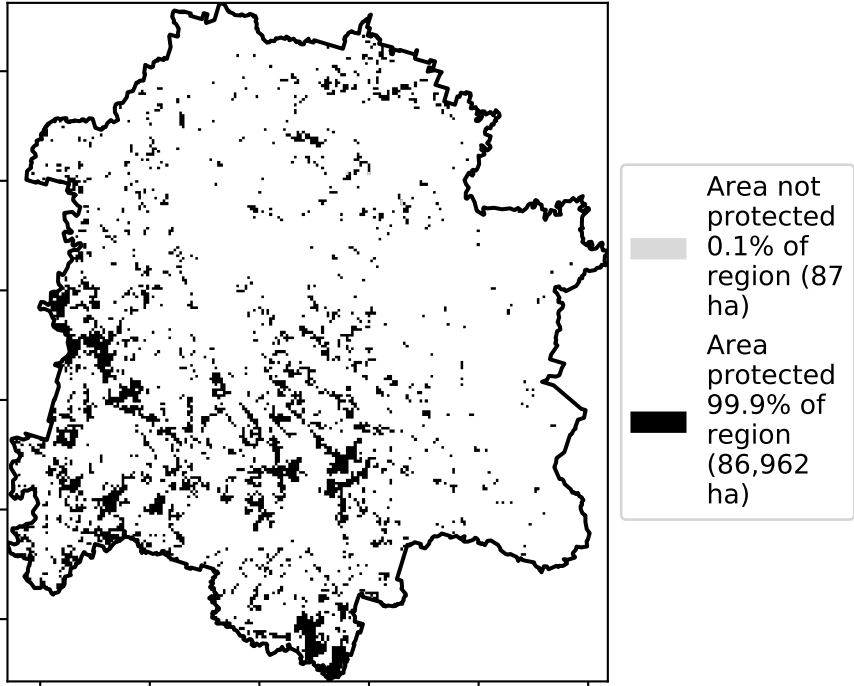 Area not
protected
0.1% of
region (87
ha)
Area
protected
99.9% of
region
(86,962
ha)